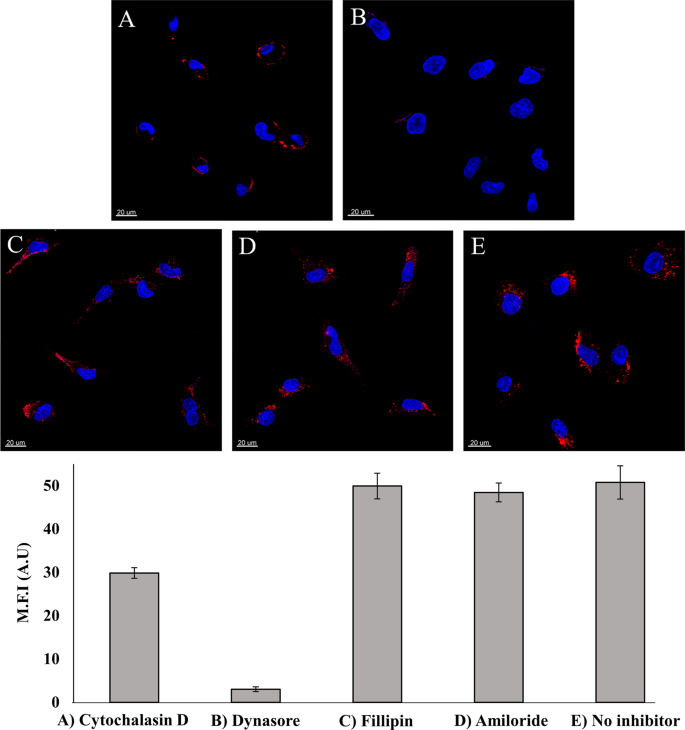 A
B
20 um
20 um
C
D
E
20 um
20 um
20 um
50
40
30
20
10
0
M.F.I (A.U)
A) Cytochalasin D
B) Dynasore
C) Fillipin
D) Amiloride
E) No inhibitor